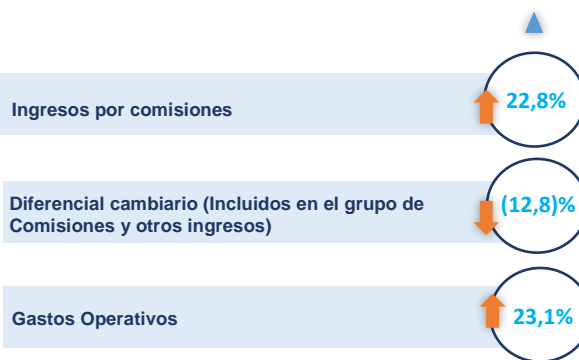 Ingresos por comisiones
22,8%
Diferencial cambiario (Incluidos en el grupo de
Comisiones y otros ingresos)
(12,8)%
Gastos Operativos
23,1%